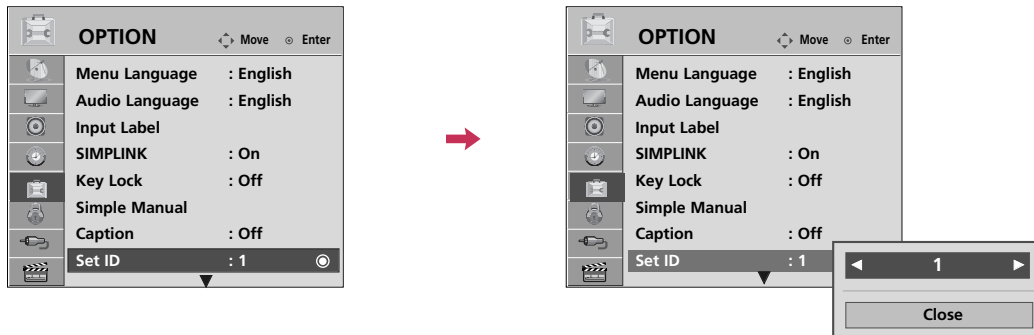 OPTION Move Enter
Menu Language : English
Audio Language : English
Input Label
SIMPLINK : On
Key Lock : Off
Simple Manual
Caption : Off
Set ID : 1
OPTION Move Enter
Menu Language : English
Audio Language : English
Input Label
SIMPLINK : On
Key Lock : Off
Simple Manual
Caption : Off
Set ID : 1
◄ 1 ►
Close